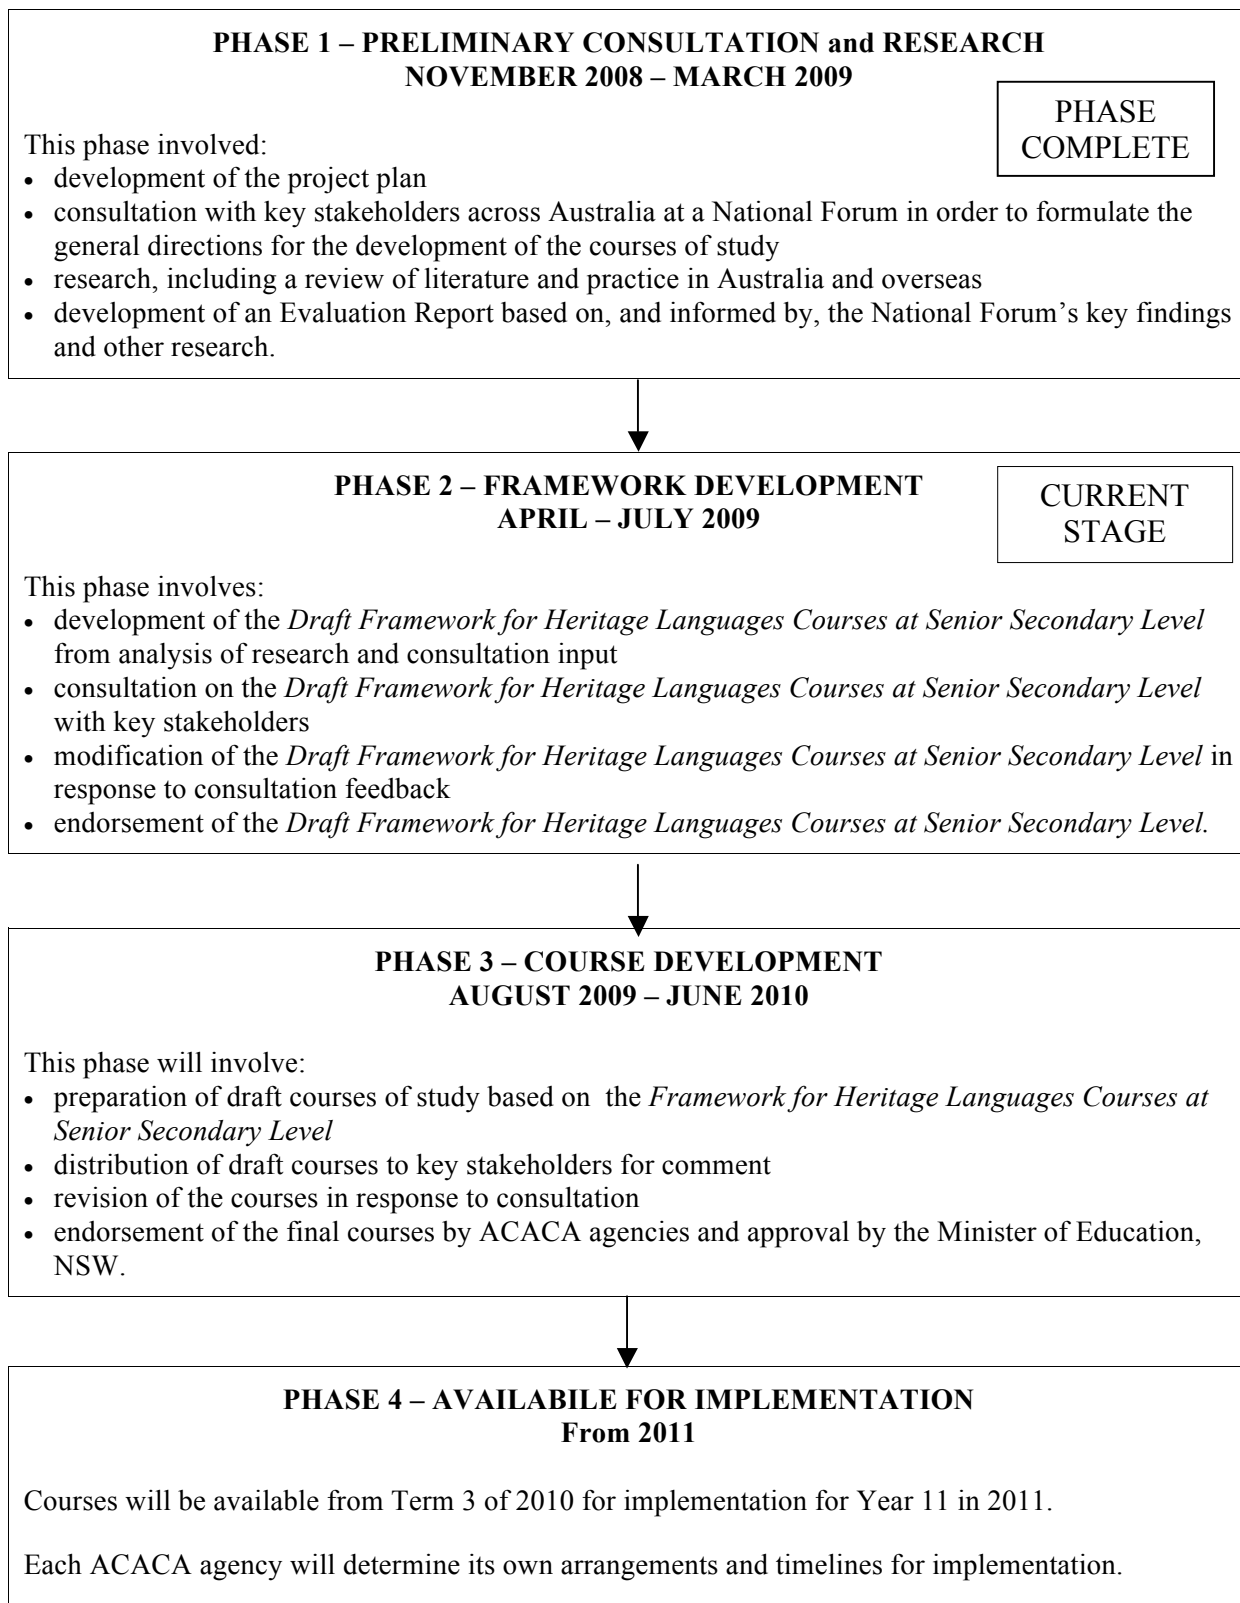 PHASE 1 – PRELIMINARY CONSULTATION and RESEARCH
NOVEMBER 2008 – MARCH 2009
PHASE
COMPLETE
This phase involved:
• development of the project plan
• consultation with key stakeholders across Australia at a National Forum in order to formulate the
general directions for the development of the courses of study
• research, including a review of literature and practice in Australia and overseas
• development of an Evaluation Report based on, and informed by, the National Forum’s key findings
and other research.
PHASE 2 – FRAMEWORK DEVELOPMENT
APRIL – JULY 2009
CURRENT
STAGE
This phase involves:
• development of the Draft Framework for Heritage Languages Courses at Senior Secondary Level
from analysis of research and consultation input
• consultation on the Draft Framework for Heritage Languages Courses at Senior Secondary Level
with key stakeholders
• modification of the Draft Framework for Heritage Languages Courses at Senior Secondary Level in
response to consultation feedback
• endorsement of the Draft Framework for Heritage Languages Courses at Senior Secondary Level.
PHASE 3 – COURSE DEVELOPMENT
AUGUST 2009 – JUNE 2010
This phase will involve:
• preparation of draft courses of study based on the Framework for Heritage Languages Courses at
Senior Secondary Level
• distribution of draft courses to key stakeholders for comment
• revision of the courses in response to consultation
• endorsement of the final courses by ACACA agencies and approval by the Minister of Education,
NSW.
PHASE 4 – AVAILABILE FOR IMPLEMENTATION
From 2011
Courses will be available from Term 3 of 2010 for implementation for Year 11 in 2011.
Each ACACA agency will determine its own arrangements and timelines for implementation.